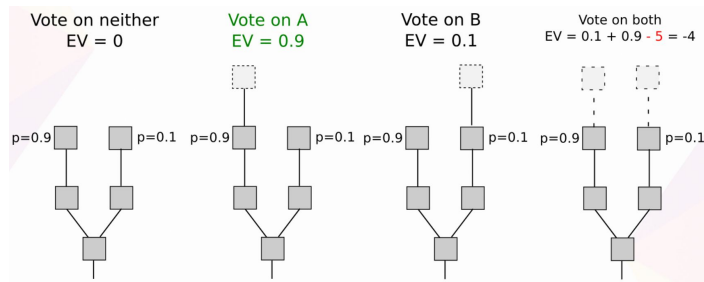 Vote on neither
EV = 0
Vote on A
EV = 0.9
Vote on B
EV = 0.1
Vote on both
EV = 0.1 + 0.9 - 5 = -4
p=0.9
p=0.1
p=0.9
p=0.1
p=0.9
p=0.1
p=0.9
p=0.1